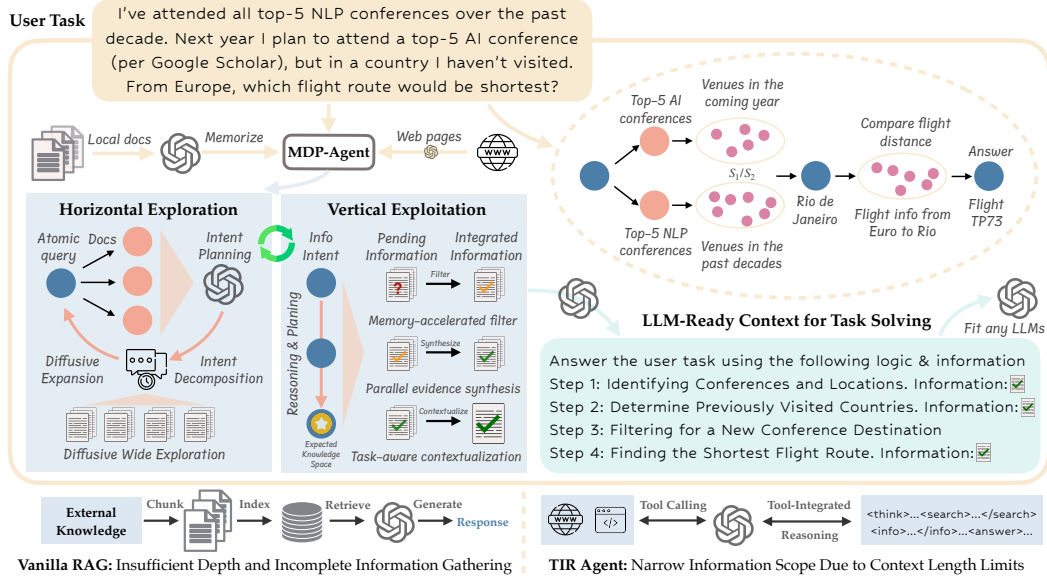 User Task
I've attended all top-5 NLP conferences over the past
decade. Next year I plan to attend a top-5 AI conference
(per Google Scholar), but in a country I haven't visited.
From Europe, which flight route would be shortest?
Local docs
Memorize
MDP-Agent
Web pages
WWW
Top-5 AI
conferences
Venues in the
coming year
S1/S2
Top-5 NLP
conferences
Venues in the
past decades
Rio de
Janeiro
Compare flight
distance
Flight info from
Euro to Rio
Answer
Flight
TP73
Horizontal Exploration
Atomic
query
Docs
Intent
Planning
Diffusive
Expansion
Intent
Decomposition
Diffusive Wide Exploration
Vertical Exploitation
Info
Intent
Pending
Information
Integrated
Information
Reasoning & Planing
?
Filter
Memory-accelerated filter
Synthesize
Parallel evidence synthesis
Contextualize
Expected
Knowledge
Space
Task-aware contextualization
LLM-Ready Context for Task Solving
Fit any LLMs
Answer the user task using the following logic & information
Step 1: Identifying Conferences and Locations. Information:
Step 2: Determine Previously Visited Countries. Information:
Step 3: Filtering for a New Conference Destination
Step 4: Finding the Shortest Flight Route. Information:
External
Knowledge
Chunk
Index
Retrieve
Generate
Response
Vanilla RAG: Insufficient Depth and Incomplete Information Gathering
WWW
</>
Tool Calling
Tool-Integrated
Reasoning
<think>...<search>...</search>
<info>...</info>...<answer>...
TIR Agent: Narrow Information Scope Due to Context Length Limits